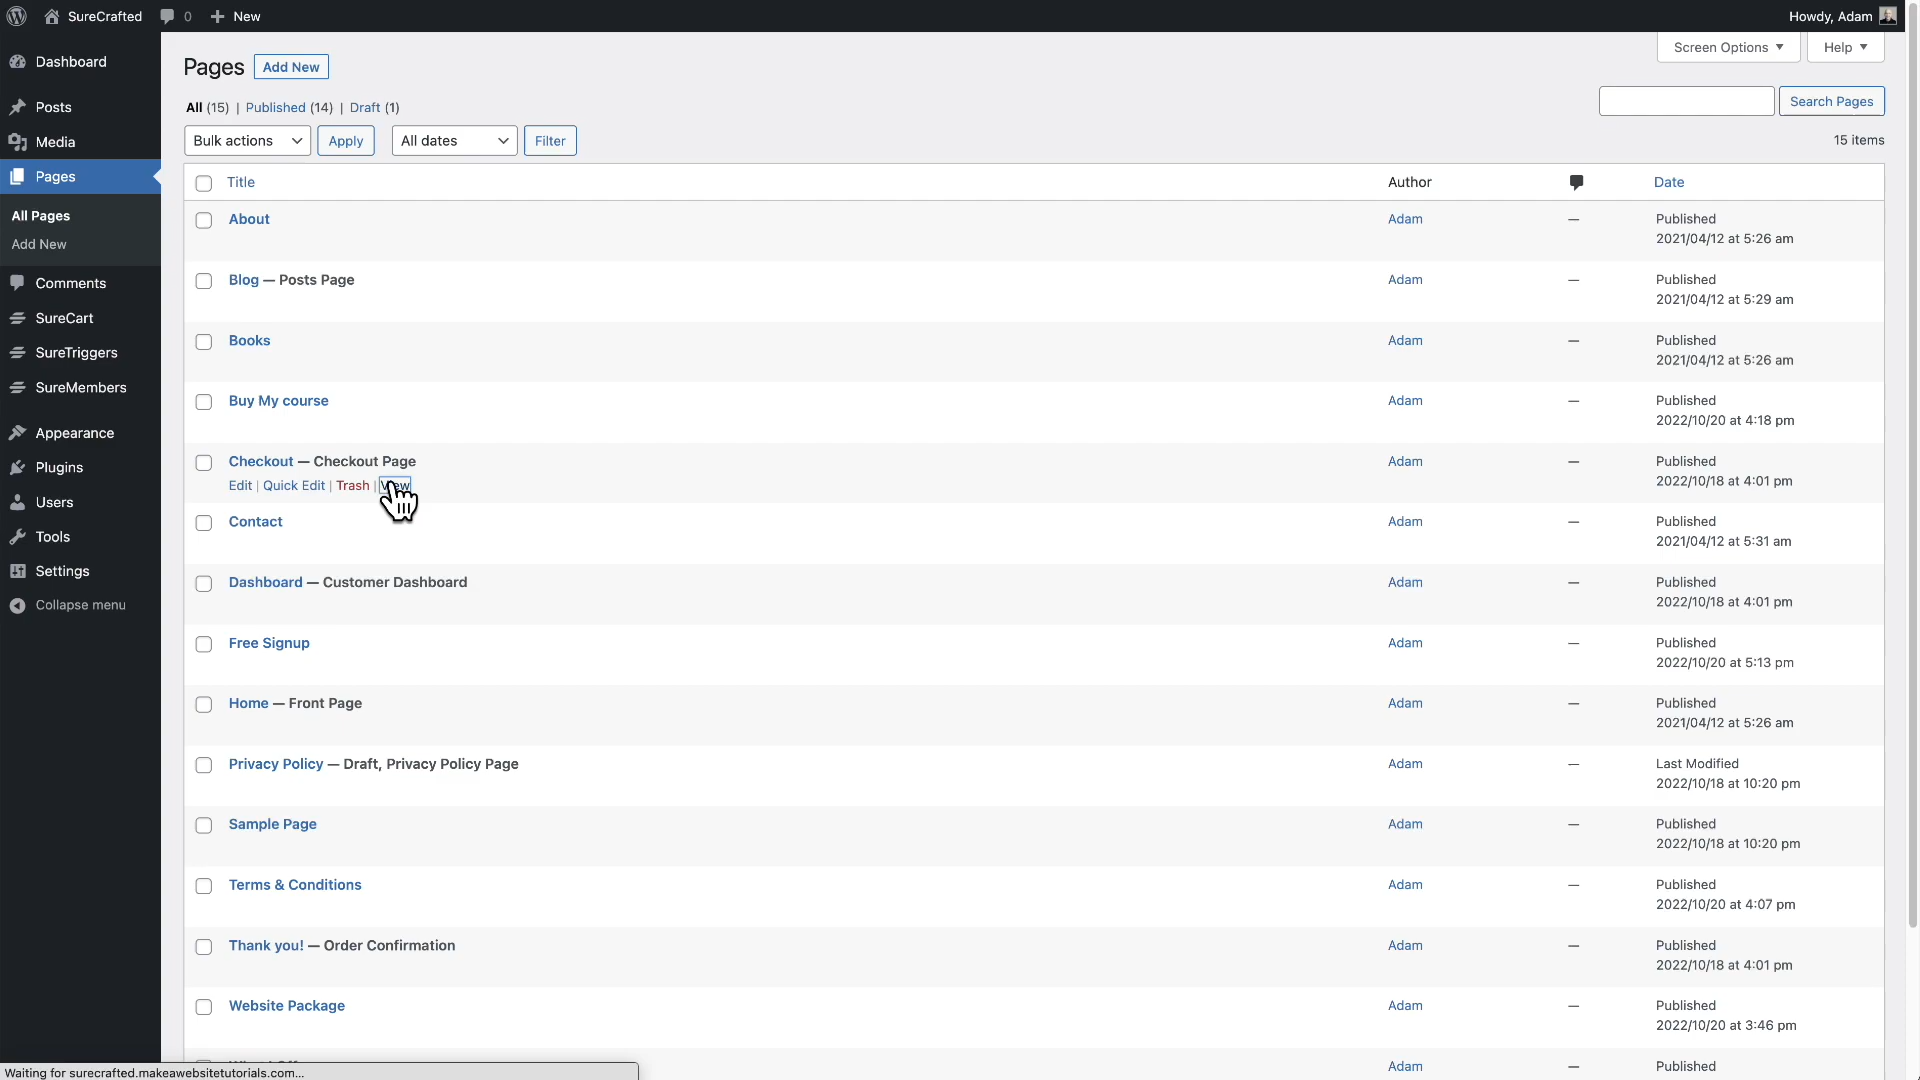 SureCrafted 0 New Howdy, Adam
Dashboard
Posts
Media
Pages
All Pages
Add New
Comments
SureCart
SureTriggers
SureMembers
Appearance
Plugins
Users
Tools
Settings
Collapse menu
Screen Options Help
Pages Add New
All (15) | Published (14) | Draft (1)
Search Pages
Bulk actions Apply All dates Filter 15 items
Title Author Date
About Adam — Published
2021/04/12 at 5:26 am
Blog — Posts Page Adam — Published
2021/04/12 at 5:29 am
Books Adam — Published
2021/04/12 at 5:26 am
Buy My course Adam — Published
2022/10/20 at 4:18 pm
Checkout — Checkout Page Adam — Published
Edit | Quick Edit | Trash | View 2022/10/18 at 4:01 pm
Contact Adam — Published
2021/04/12 at 5:31 am
Dashboard — Customer Dashboard Adam — Published
2022/10/18 at 4:01 pm
Free Signup Adam — Published
2022/10/20 at 5:13 pm
Home — Front Page Adam — Published
2021/04/12 at 5:26 am
Privacy Policy — Draft, Privacy Policy Page Adam — Last Modified
2022/10/18 at 10:20 pm
Sample Page Adam — Published
2022/10/18 at 10:20 pm
Terms & Conditions Adam — Published
2022/10/20 at 4:07 pm
Thank you! — Order Confirmation Adam — Published
2022/10/18 at 4:01 pm
Website Package Adam — Published
2022/10/20 at 3:46 pm
Adam — Published
Waiting for surecrafted.makeawebsitetutorials.com...